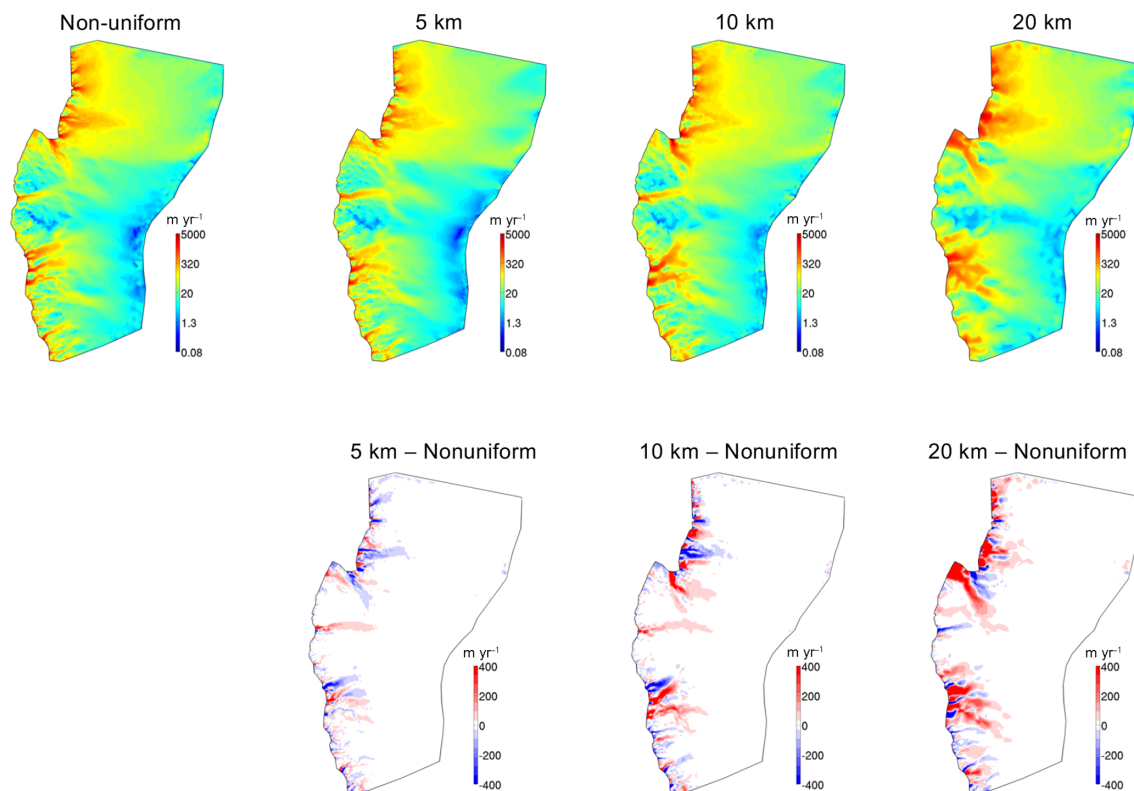 Non-uniform 5 km 10 km 20 km
m yr⁻¹ m yr⁻¹ m yr⁻¹ m yr⁻¹
5000 5000 5000 5000
320 320 320 320
20 20 20 20
1.3 1.3 1.3 1.3
0.08 0.08 0.08 0.08
5 km – Nonuniform 10 km – Nonuniform 20 km – Nonuniform
m yr⁻¹ m yr⁻¹ m yr⁻¹
400 400 400
200 200 200
0 0 0
-200 -200 -200
-400 -400 -400